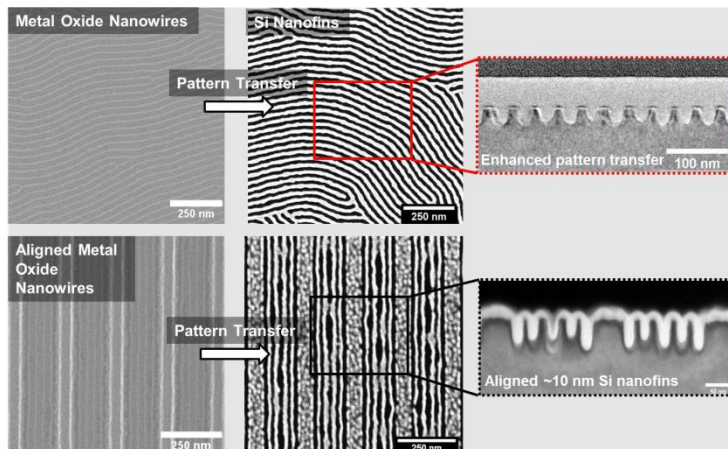 Metal Oxide Nanowires
Si Nanofins
Pattern Transfer
Enhanced pattern transfer
100 nm
250 nm
250 nm
Aligned Metal
Oxide
Nanowires
Pattern Transfer
Aligned ~10 nm Si nanofins
250 nm
250 nm